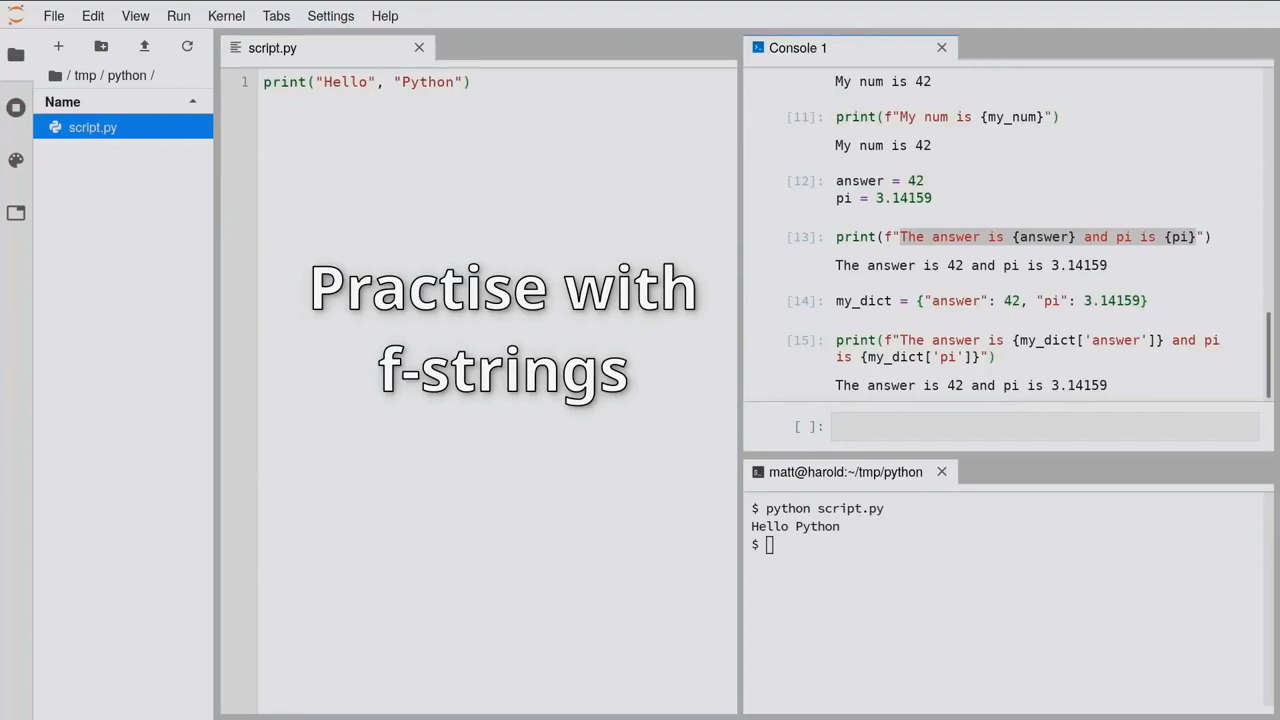 File Edit View Run Kernel Tabs Settings Help
/ tmp / python /
Name
script.py
script.py
1 print("Hello", "Python")
Practise with
f-strings
Console 1
My num is 42
[11]: print(f"My num is {my_num}")
My num is 42
[12]: answer = 42
pi = 3.14159
[13]: print(f"The answer is {answer} and pi is {pi}")
The answer is 42 and pi is 3.14159
[14]: my_dict = {"answer": 42, "pi": 3.14159}
[15]: print(f"The answer is {my_dict['answer']} and pi
is {my_dict['pi']}")
The answer is 42 and pi is 3.14159
[ ]:
matt@harold:~/tmp/python
$ python script.py
Hello Python
$